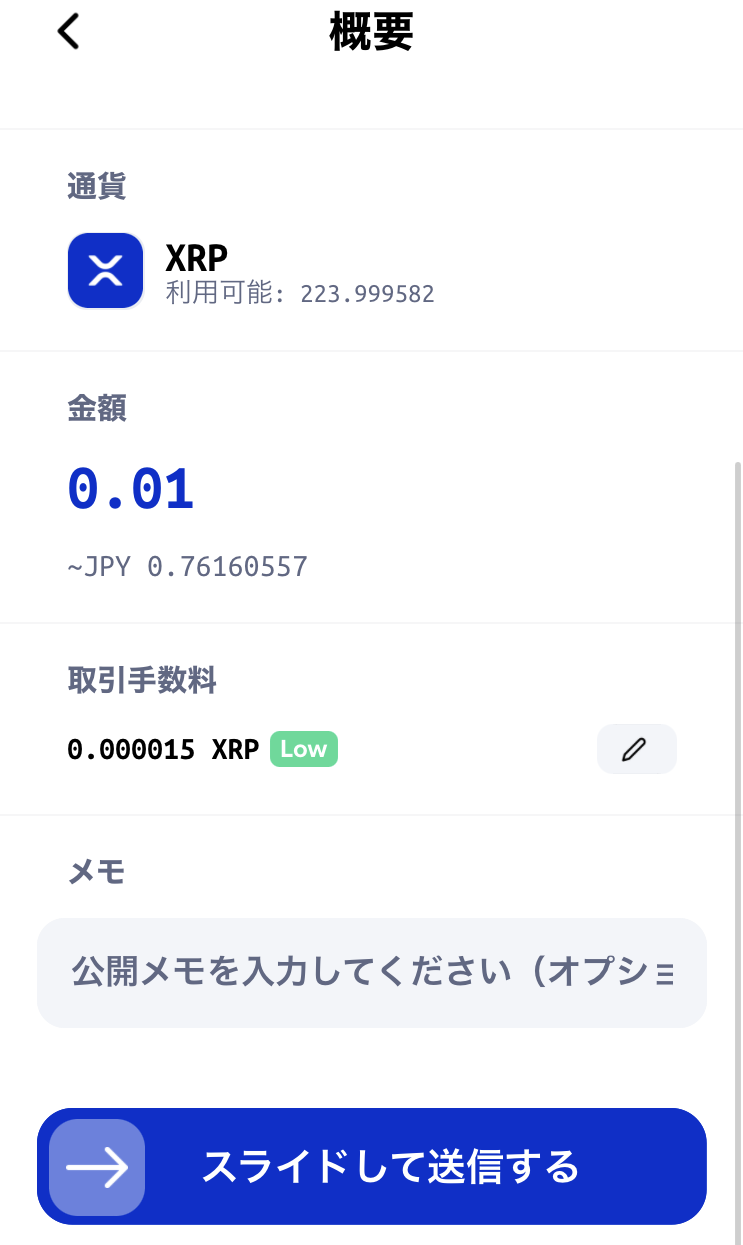 概要
通貨
XRP
利用可能: 223.999582
金額
0.01
~JPY 0.76160557
取引手数料
0.000015 XRP Low
メモ
公開メモを入力してください（オプシ
スライドして送信する